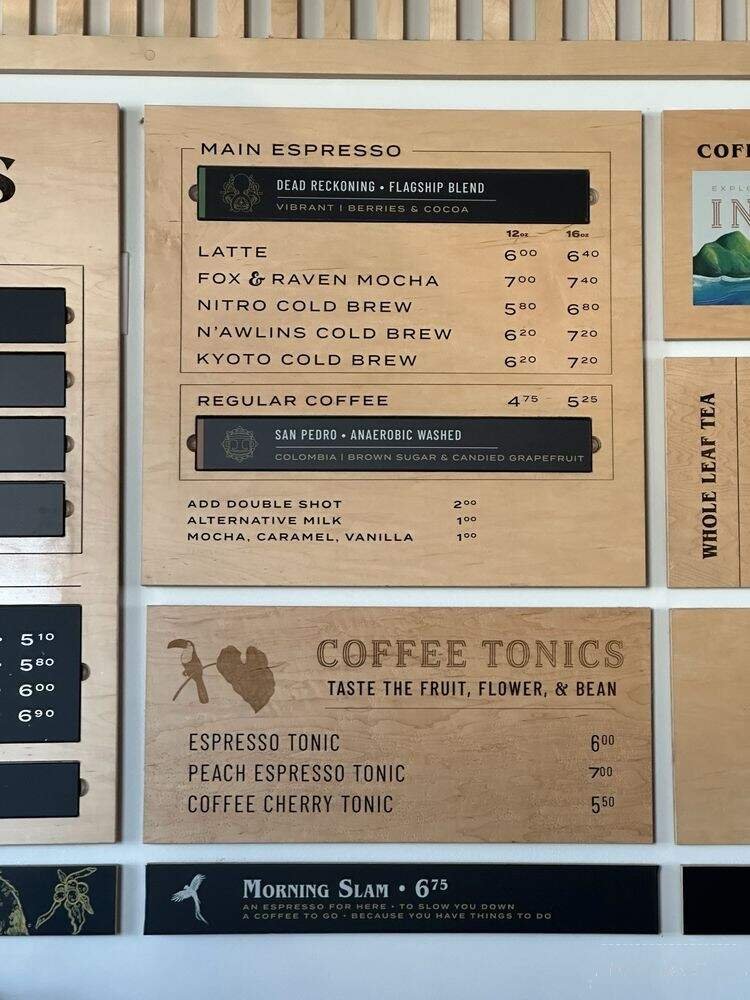 S
5¹⁰
5⁸⁰
6⁰⁰
6⁹⁰
MAIN ESPRESSO
DEAD RECKONING • FLAGSHIP BLEND
VIBRANT | BERRIES & COCOA
12oz 16oz
LATTE 6⁰⁰ 6⁴⁰
FOX & RAVEN MOCHA 7⁰⁰ 7⁴⁰
NITRO COLD BREW 5⁸⁰ 6⁸⁰
N'AWLINS COLD BREW 6²⁰ 7²⁰
KYOTO COLD BREW 6²⁰ 7²⁰
REGULAR COFFEE 4⁷⁵ 5²⁵
SAN PEDRO • ANAEROBIC WASHED
COLOMBIA | BROWN SUGAR & CANDIED GRAPEFRUIT
ADD DOUBLE SHOT 2⁰⁰
ALTERNATIVE MILK 1⁰⁰
MOCHA, CARAMEL, VANILLA 1⁰⁰
COFFEE TONICS
TASTE THE FRUIT, FLOWER, & BEAN
ESPRESSO TONIC 6⁰⁰
PEACH ESPRESSO TONIC 7⁰⁰
COFFEE CHERRY TONIC 5⁵⁰
MORNING SLAM • 6⁷⁵
AN ESPRESSO FOR HERE • TO SLOW YOU DOWN
A COFFEE TO GO • BECAUSE YOU HAVE THINGS TO DO
COF
EXPL
IN
WHOLE LEAF TEA